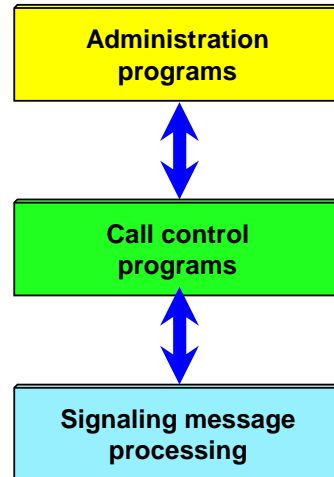 Administration
programs
Call control
programs
Signaling message
processing